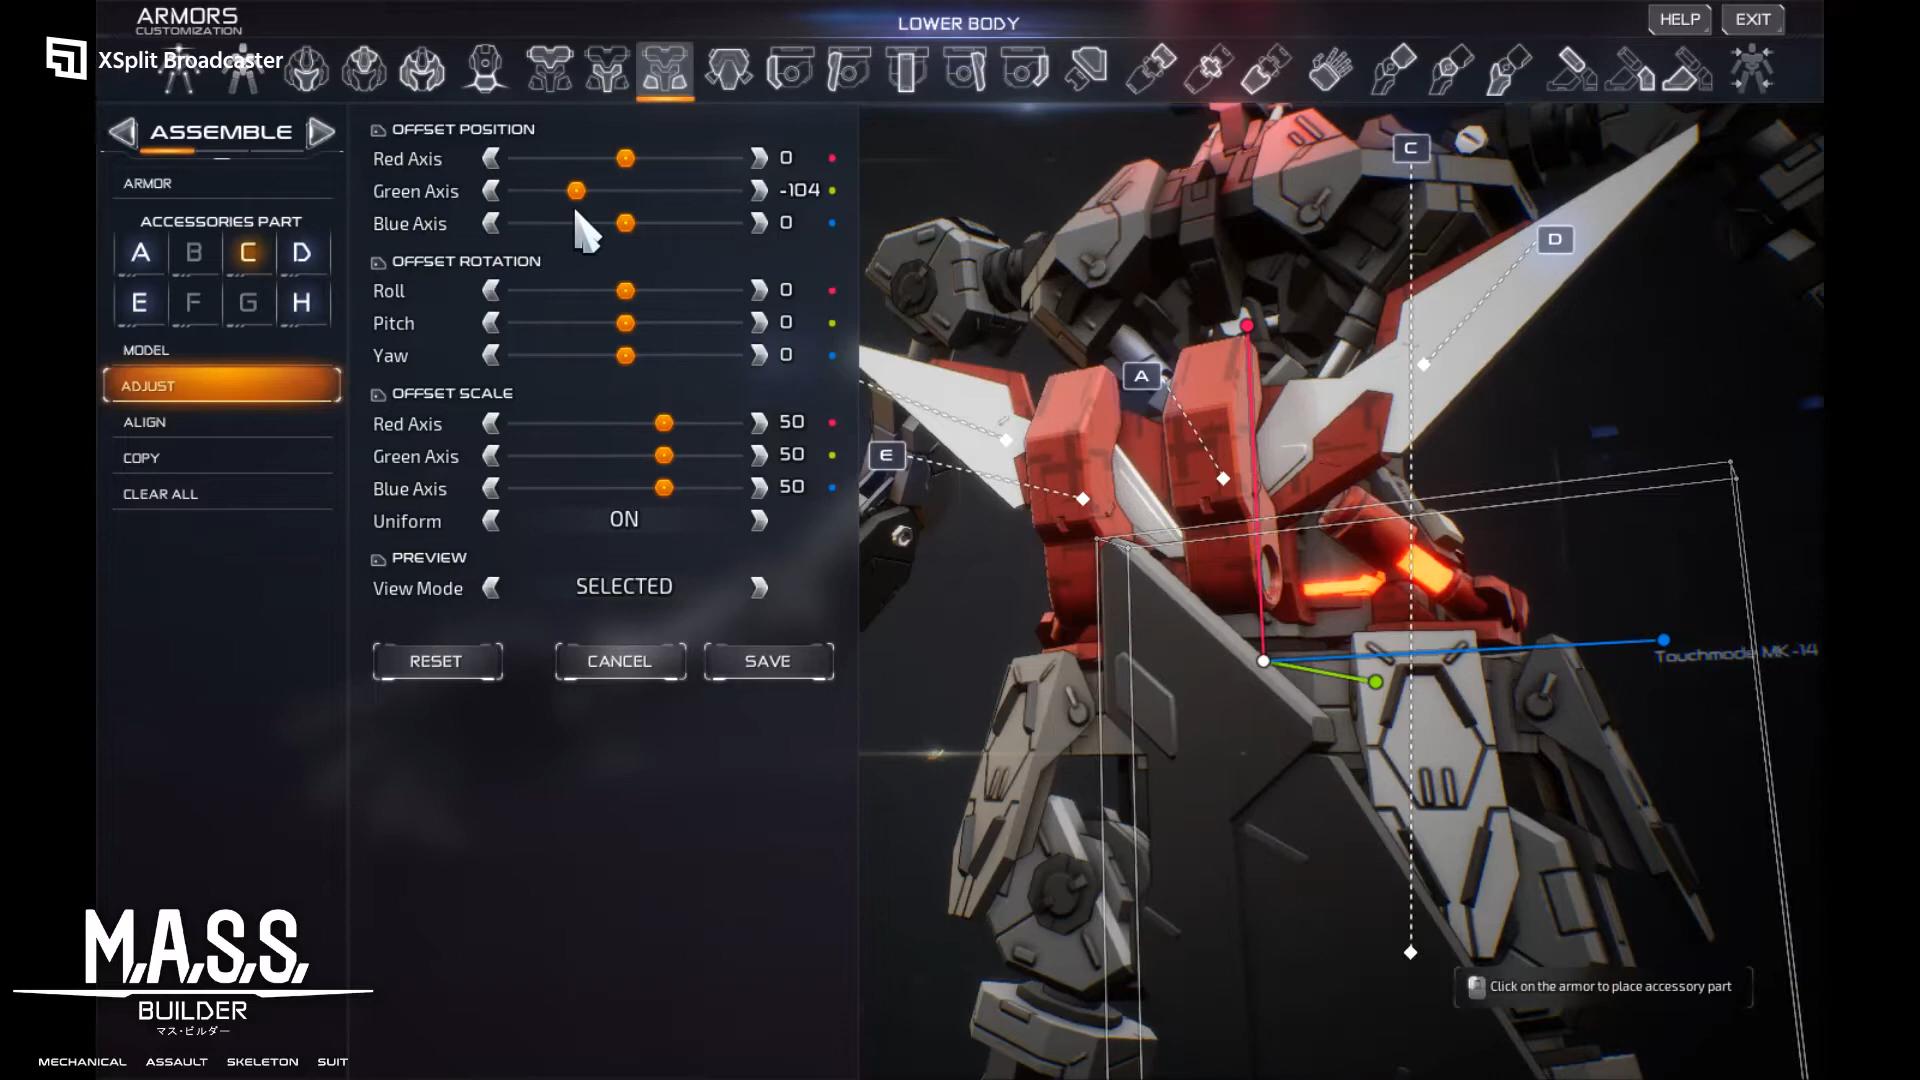 ARMORS
CUSTOMIZATION
LOWER BODY
HELP
EXIT
XSplit Broadcaster
ASSEMBLE
ARMOR
ACCESSORIES PART
A B C D
E F G H
MODEL
ADJUST
ALIGN
COPY
CLEAR ALL
OFFSET POSITION
Red Axis 0
Green Axis -104
Blue Axis 0
OFFSET ROTATION
Roll 0
Pitch 0
Yaw 0
OFFSET SCALE
Red Axis 50
Green Axis 50
Blue Axis 50
Uniform ON
PREVIEW
View Mode SELECTED
RESET
CANCEL
SAVE
C
D
A
E
Touchmode MK-14
Click on the armor to place accessory part
M.A.S.S.
BUILDER
マス・ビルダー
MECHANICAL ASSAULT SKELETON SUIT